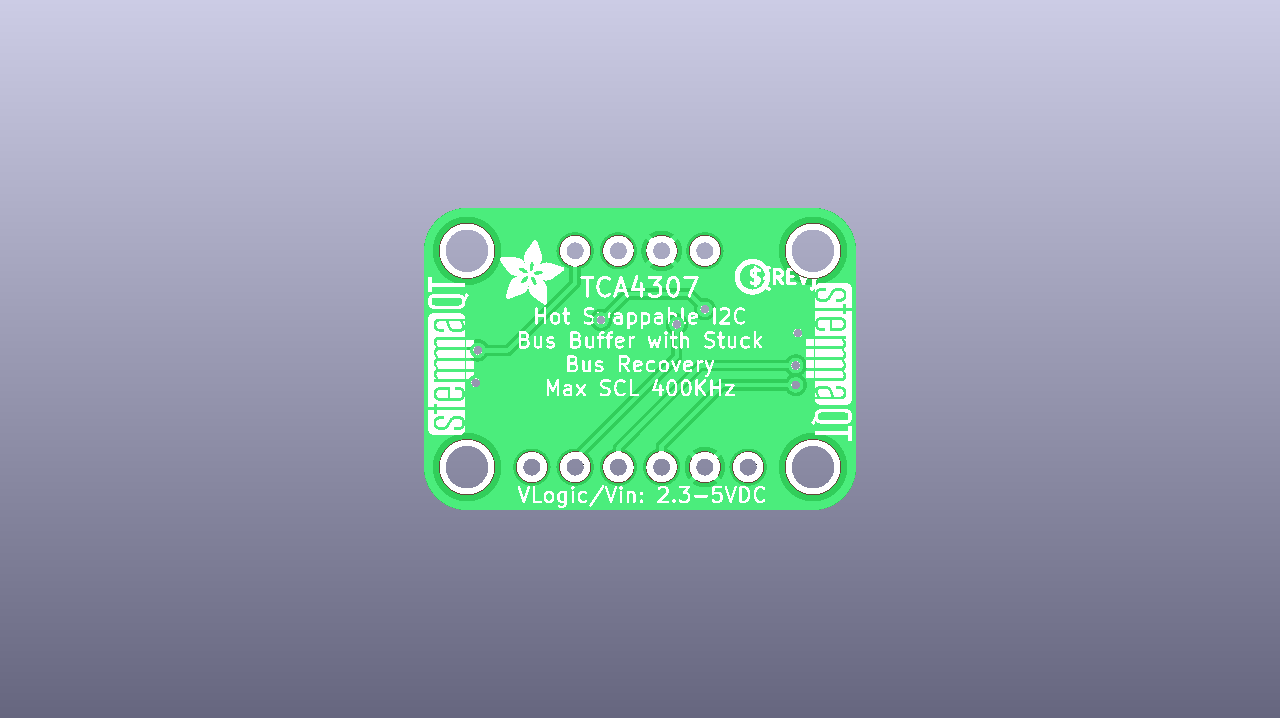 TCA4307
${REV}
Hot Swappable I2C
Bus Buffer with Stuck
Bus Recovery
Max SCL 400KHz
stemmaQT
stemmaQT
VLogic/Vin: 2.3-5VDC